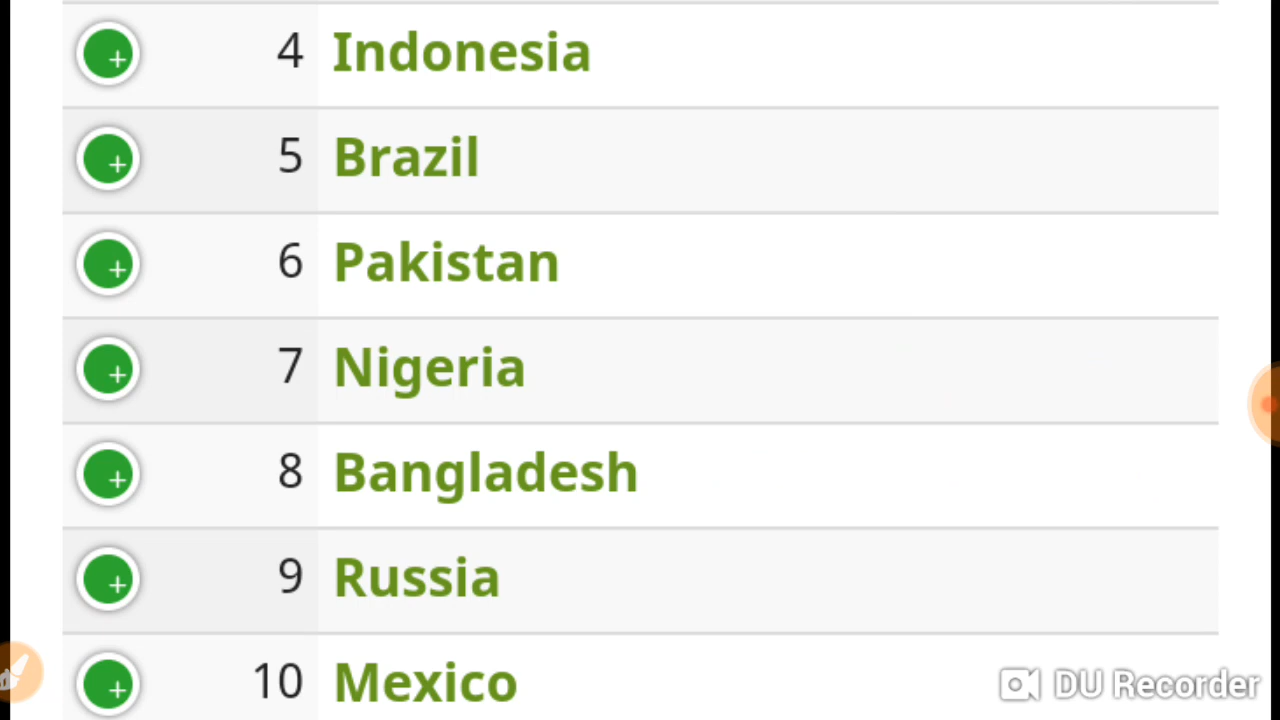 4 Indonesia
5 Brazil
6 Pakistan
7 Nigeria
8 Bangladesh
9 Russia
10 Mexico
DU Recorder